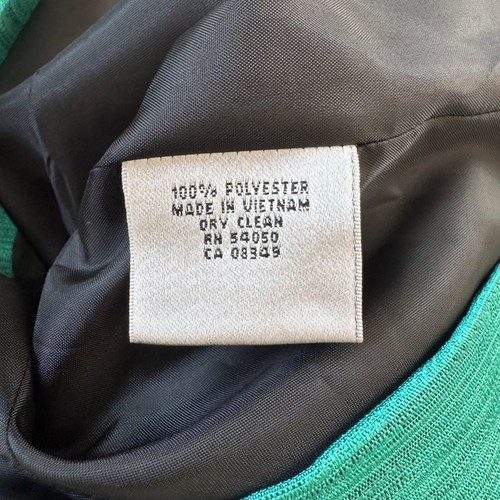 100% POLYESTER
MADE IN VIETNAM
DRY CLEAN
RN 54050
CA 08349